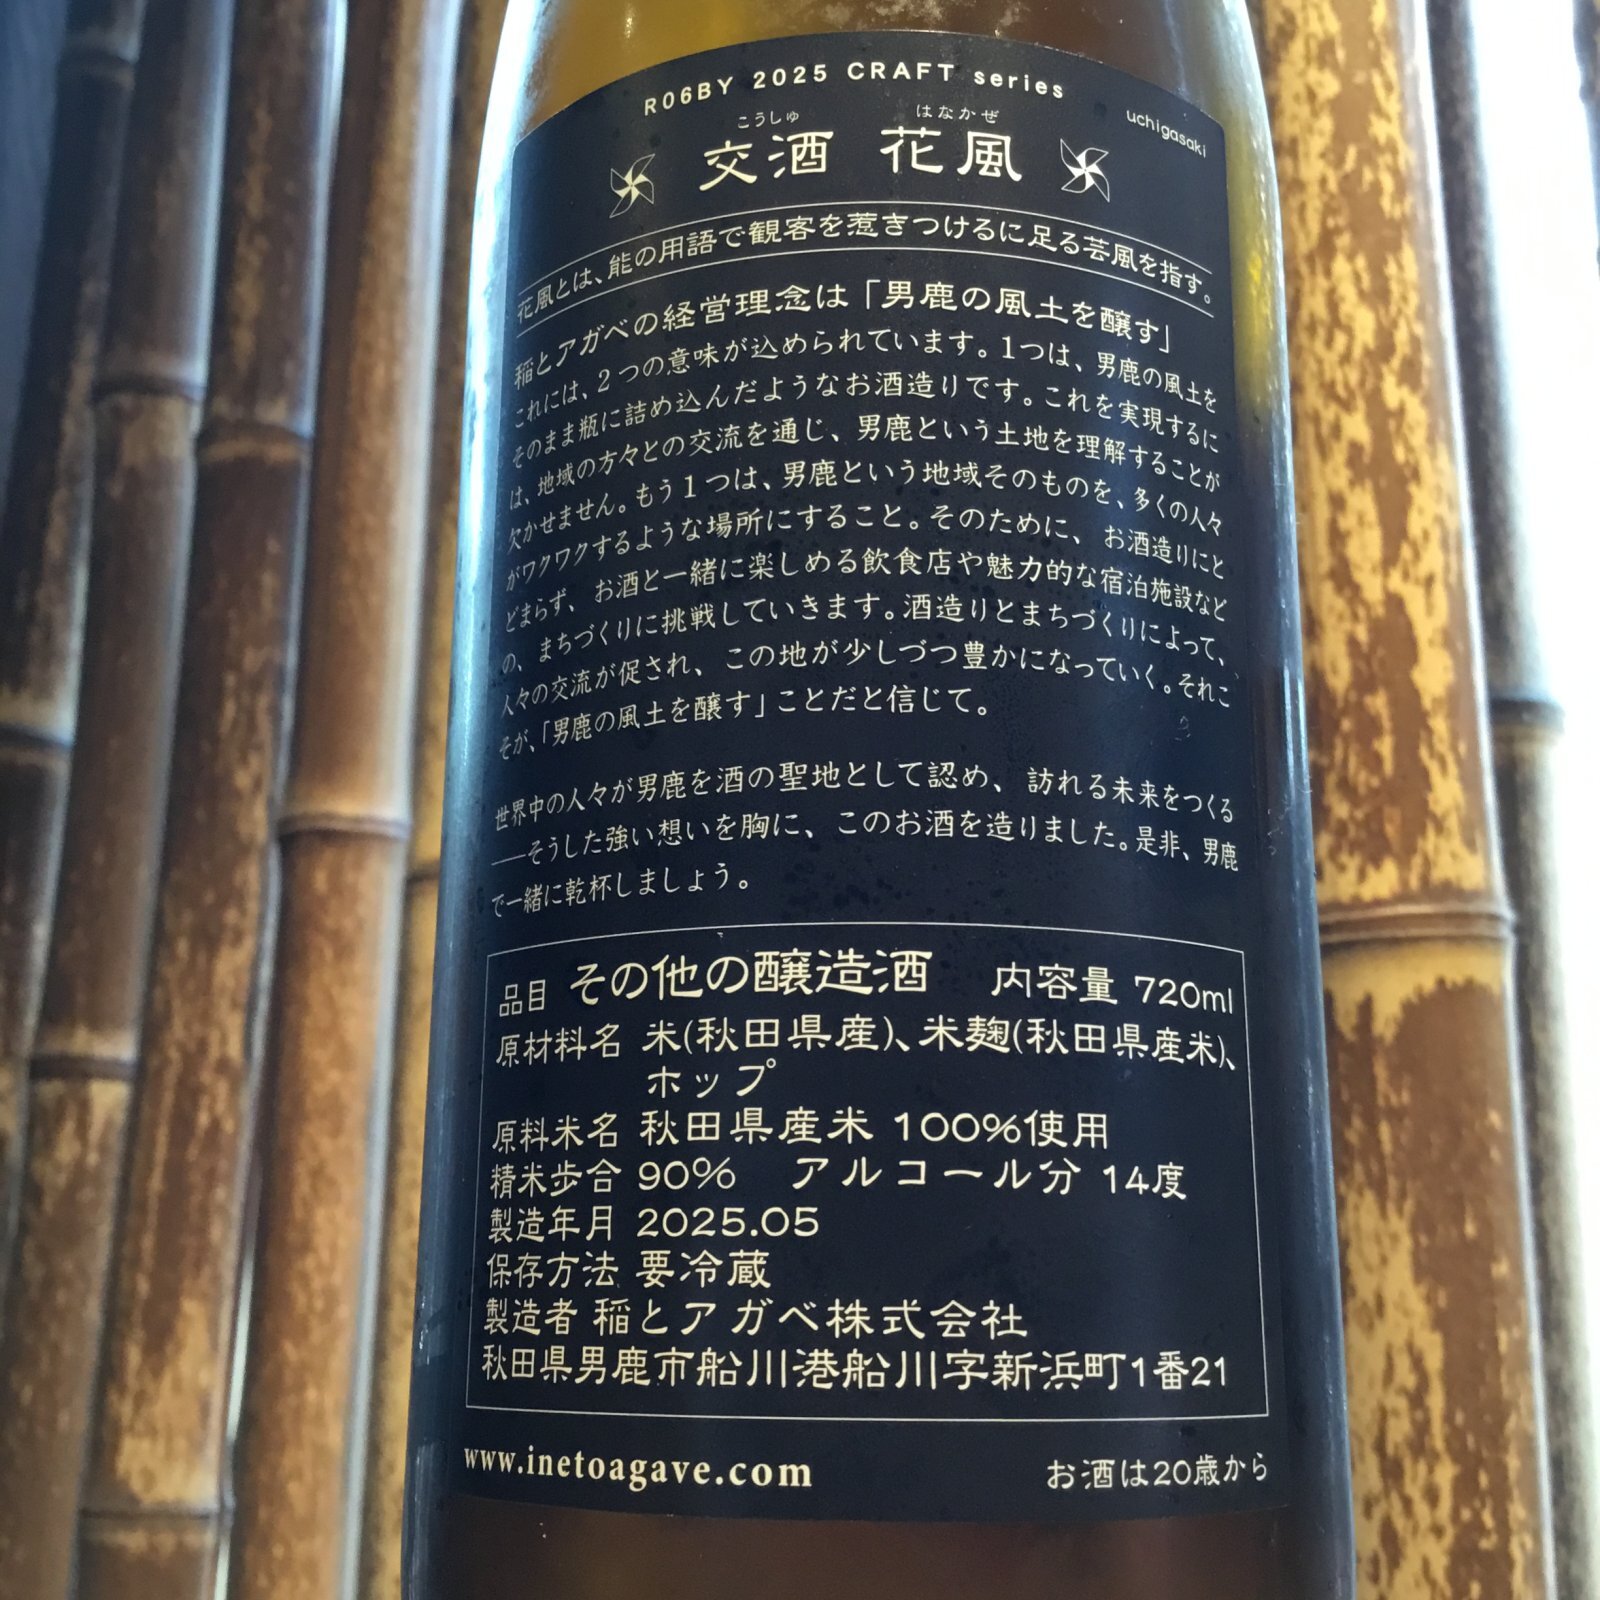 R06BY 2025 CRAFT series
uchigasaki
こうしゅ はなかぜ
交酒 花風
花風とは、能の用語で観客を惹きつけるに足る芸風を指す。
稲とアガベの経営理念は「男鹿の風土を醸す」
これには、2つの意味が込められています。1つは、男鹿の風土を
そのまま瓶に詰め込んだようなお酒造りです。これを実現するに
は、地域の方々との交流を通じ、男鹿という土地を理解することが
欠かせません。もう1つは、男鹿という地域そのものを、多くの人々
がワクワクするような場所にすること。そのために、お酒造りにと
どまらず、お酒と一緒に楽しめる飲食店や魅力的な宿泊施設など
の、まちづくりに挑戦していきます。酒造りとまちづくりによって、
人々の交流が促され、この地が少しづつ豊かになっていく。それこ
そが、「男鹿の風土を醸す」ことだと信じて。
世界中の人々が男鹿を酒の聖地として認め、訪れる未来をつくる
――そうした強い想いを胸に、このお酒を造りました。是非、男鹿
で一緒に乾杯しましょう。
品目 その他の醸造酒 内容量 720ml
原材料名 米(秋田県産)、米麹(秋田県産米)、
ホップ
原料米名 秋田県産米 100%使用
精米歩合 90% アルコール分 14度
製造年月 2025.05
保存方法 要冷蔵
製造者 稲とアガベ株式会社
秋田県男鹿市船川港船川字新浜町1番21
www.inetoagave.com
お酒は20歳から